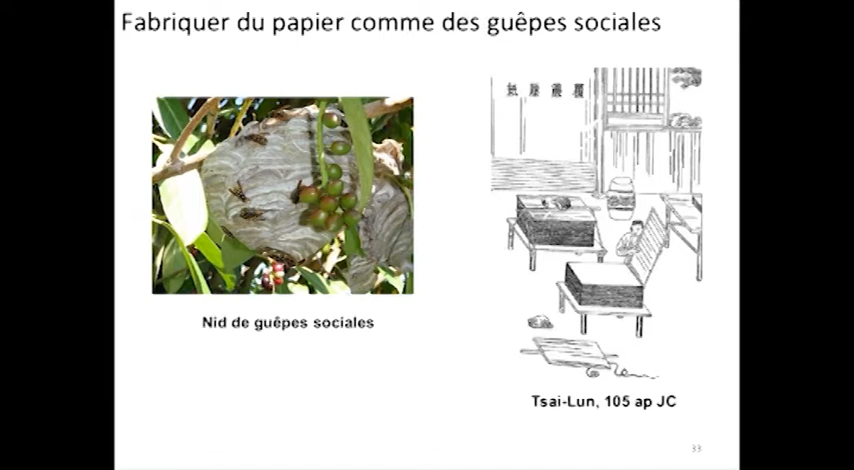 Fabriquer du papier comme des guêpes sociales
Nid de guêpes sociales
Tsai-Lun, 105 ap JC
33